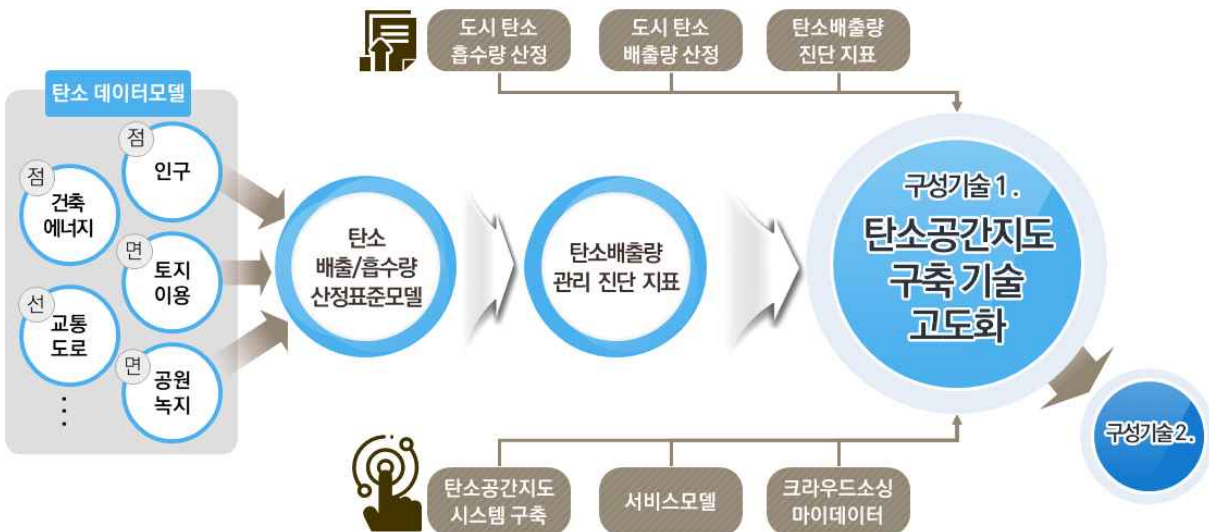 도시 탄소
흡수량 산정
도시 탄소
배출량 산정
탄소배출량
진단 지표
탄소 데이터모델
점
인구
점
건축
에너지
면
토지
이용
선
교통
도로
면
공원
녹지
탄소
배출/흡수량
산정표준모델
탄소배출량
관리 진단 지표
구성기술 1.
탄소공간지도
구축 기술
고도화
구성기술 2.
탄소공간지도
시스템 구축
서비스모델
크라우드소싱
마이데이터